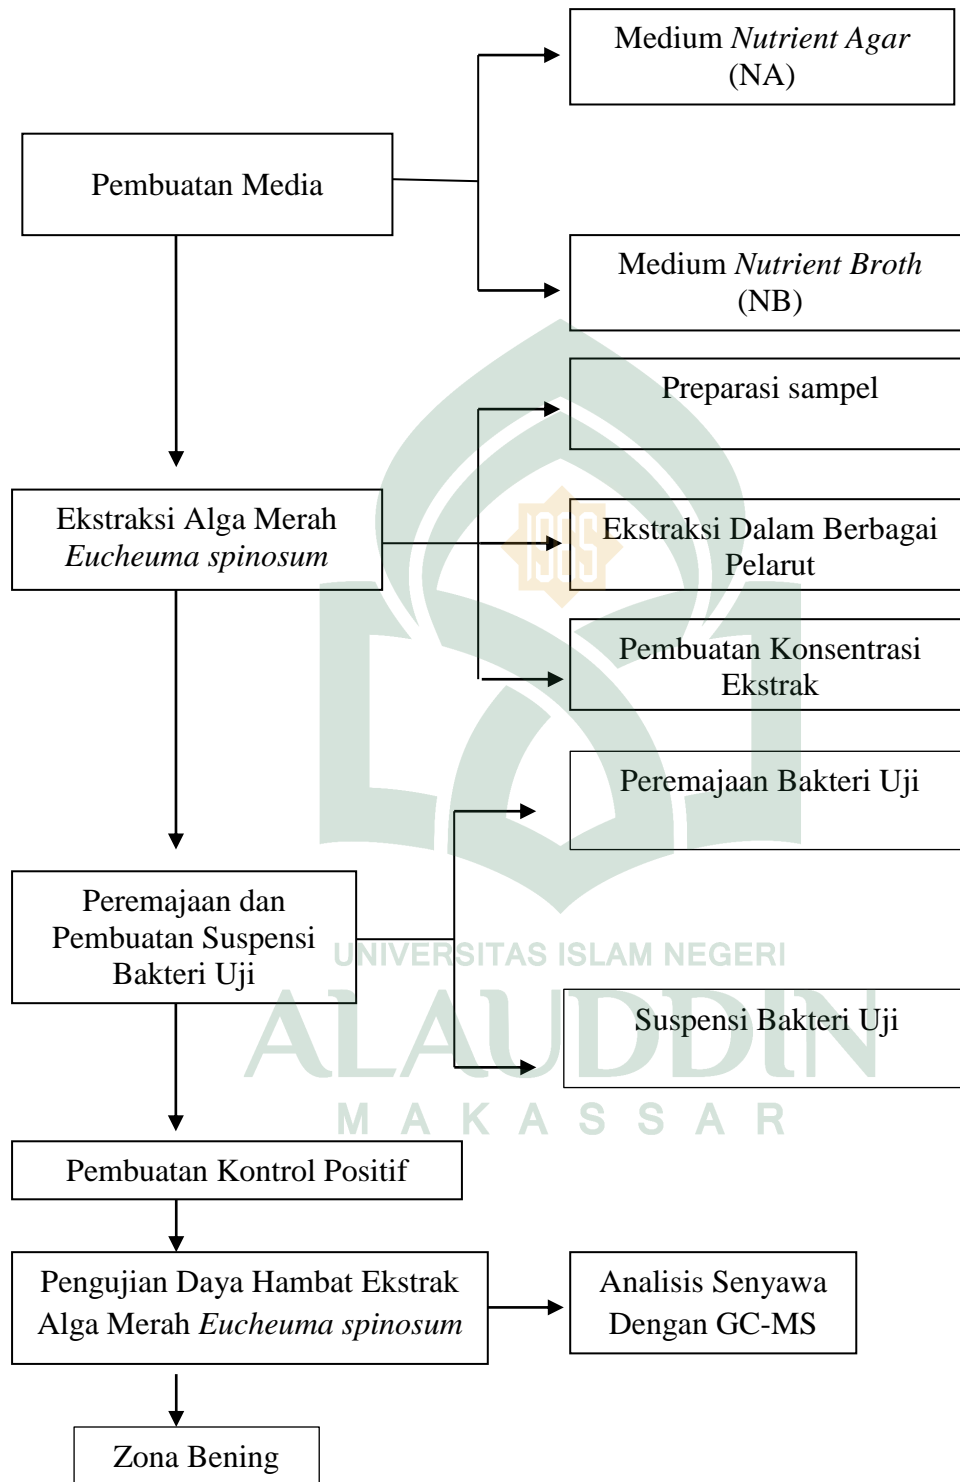 Medium Nutrient Agar
(NA)
Pembuatan Media
Medium Nutrient Broth
(NB)
Preparasi sampel
Ekstraksi Alga Merah
Eucheuma spinosum
1965
Ekstraksi Dalam Berbagai
Pelarut
Pembuatan Konsentrasi
Ekstrak
Peremajaan Bakteri Uji
Peremajaan dan
Pembuatan Suspensi
Bakteri Uji
UNIVERSITAS ISLAM NEGERI
ALAUDDIN
MAKASSAR
Suspensi Bakteri Uji
Pembuatan Kontrol Positif
Pengujian Daya Hambat Ekstrak
Alga Merah Eucheuma spinosum
Analisis Senyawa
Dengan GC-MS
Zona Bening